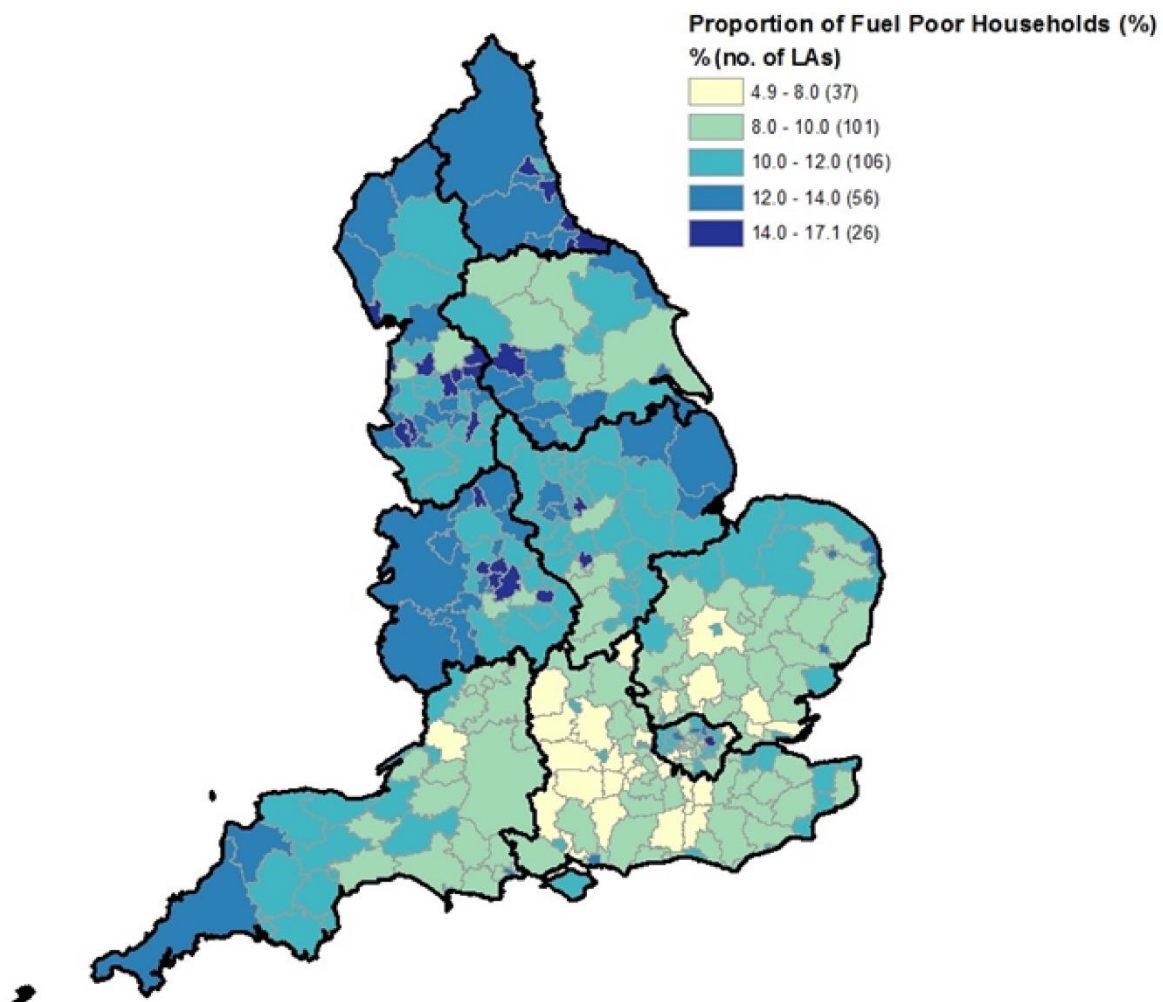 Proportion of Fuel Poor Households (%)
% (no. of LAs)
4.9 - 8.0 (37)
8.0 - 10.0 (101)
10.0 - 12.0 (106)
12.0 - 14.0 (56)
14.0 - 17.1 (26)